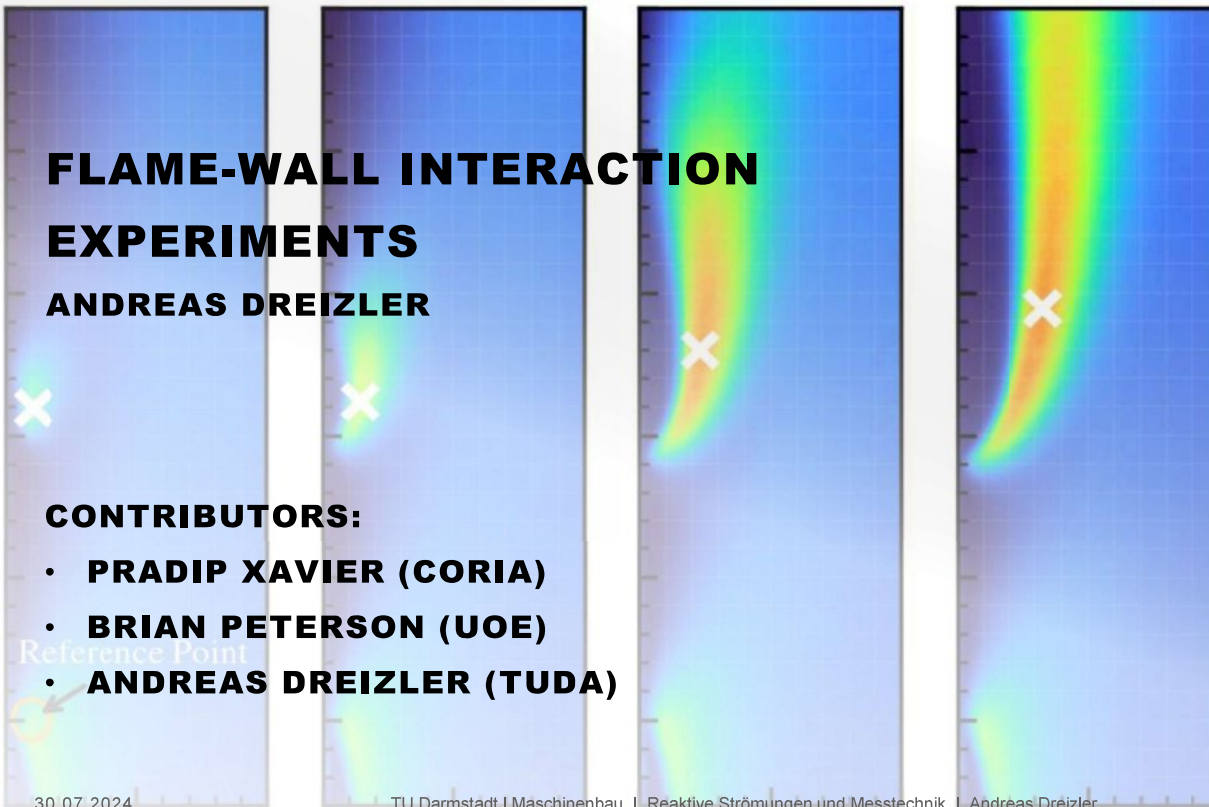 FLAME-WALL INTERACTION
EXPERIMENTS
ANDREAS DREIZLER
CONTRIBUTORS:
• PRADIP XAVIER (CORIA)
• BRIAN PETERSON (UOE)
Reference Point
• ANDREAS DREIZLER (TUDA)
30.07.2024
TU Darmstadt | Maschinenbau | Reaktive Strömungen und Messtechnik | Andreas Dreizler